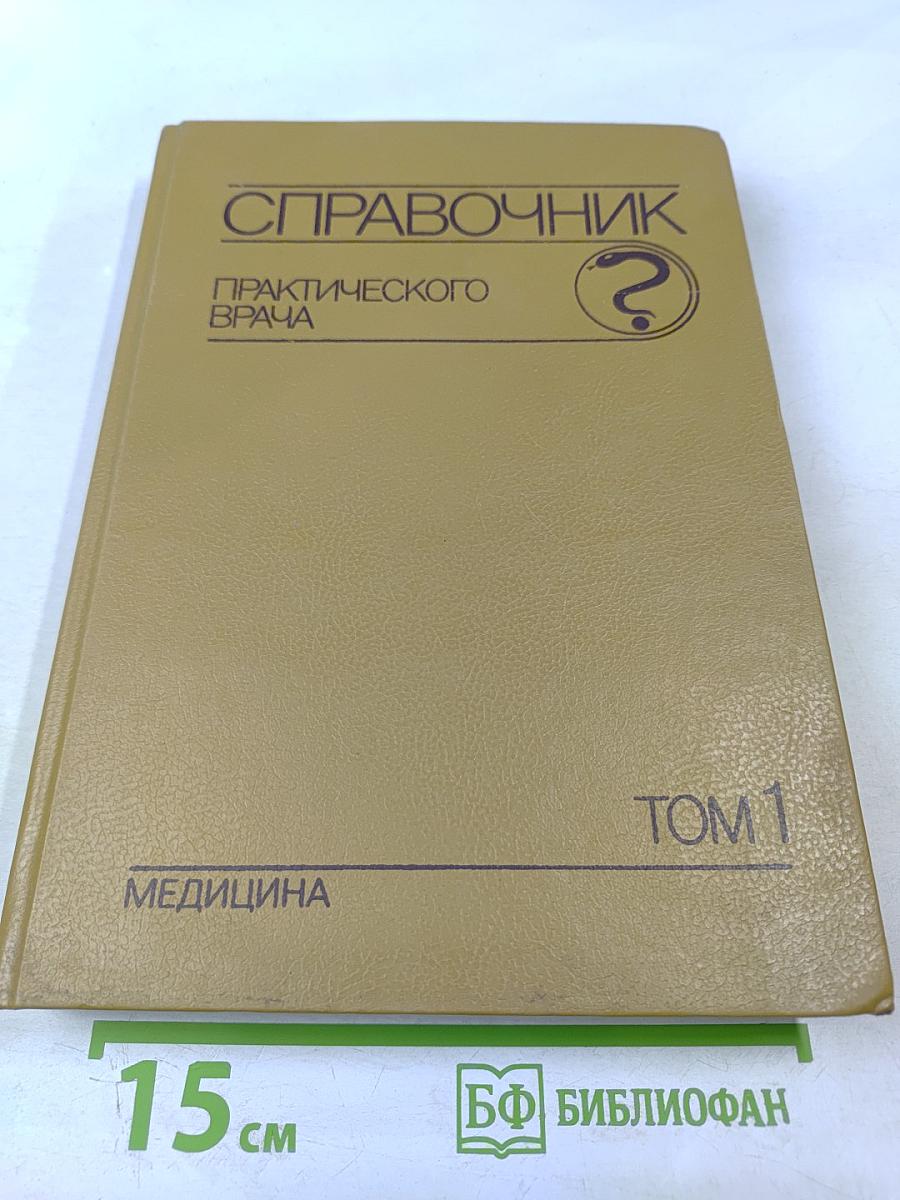 СПРАВОЧНИК
ПРАКТИЧЕСКОГО
ВРАЧА
ТОМ 1
МЕДИЦИНА
15 см
БФ БИБЛИОФАН